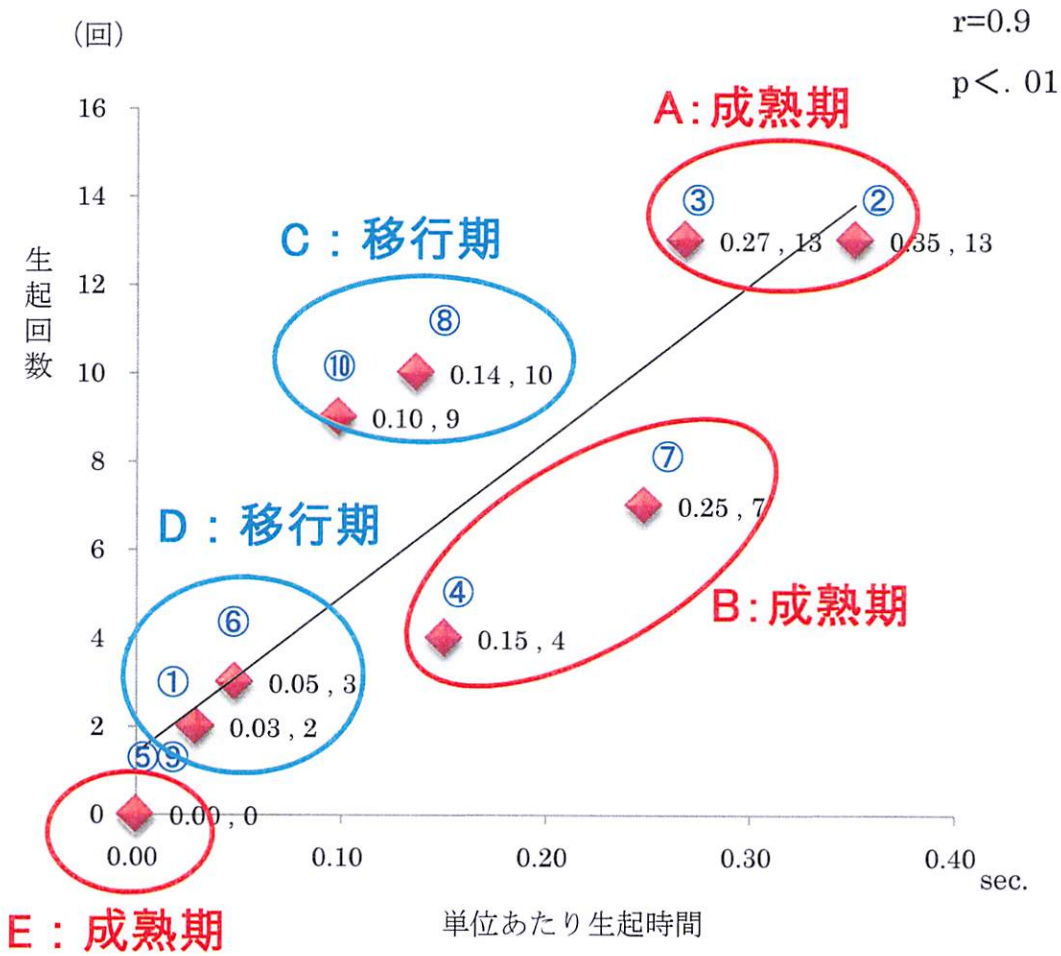 (回)
r=0.9
p<. 01
16
A:成熟期
14
③
②
0.27 , 13
0.35 , 13
C：移行期
生起回数
12
⑧
10
⑩
0.14 , 10
0.10 , 9
8
⑦
0.25 , 7
D：移行期
6
④
B:成熟期
4
⑥
0.15 , 4
①
0.05 , 3
0.03 , 2
2
⑤⑨
0
0.00 , 0
0.00
0.10
0.20
0.30
0.40
sec.
単位あたり生起時間
E：成熟期